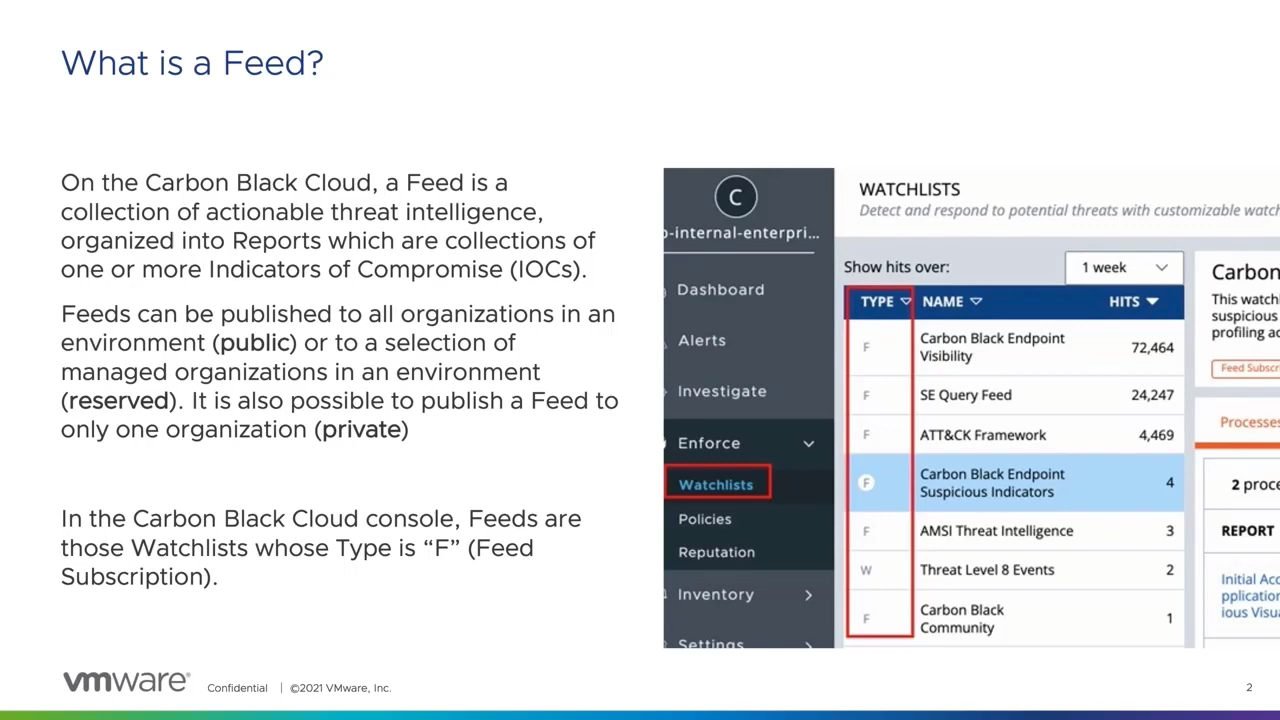 What is a Feed?
On the Carbon Black Cloud, a Feed is a
collection of actionable threat intelligence,
organized into Reports which are collections of
one or more Indicators of Compromise (IOCs).
Feeds can be published to all organizations in an
environment (public) or to a selection of
managed organizations in an environment
(reserved). It is also possible to publish a Feed to
only one organization (private)
In the Carbon Black Cloud console, Feeds are
those Watchlists whose Type is “F” (Feed
Subscription).
C
-internal-enterpri...
Dashboard
Alerts
Investigate
Enforce
Watchlists
Policies
Reputation
Inventory
Settings
WATCHLISTS
Detect and respond to potential threats with customizable watch
Show hits over:
1 week
TYPE NAME HITS
F Carbon Black Endpoint
Visibility 72,464
F SE Query Feed 24,247
F ATT&CK Framework 4,469
F Carbon Black Endpoint
Suspicious Indicators 4
F AMSI Threat Intelligence 3
W Threat Level 8 Events 2
F Carbon Black
Community 1
Carbon
This watch
suspicious
profiling ac
Feed Subscri
Processes
2 proce
REPORT
Initial Acc
pplication
ious Visu
vmware®
Confidential | ©2021 VMware, Inc.
2